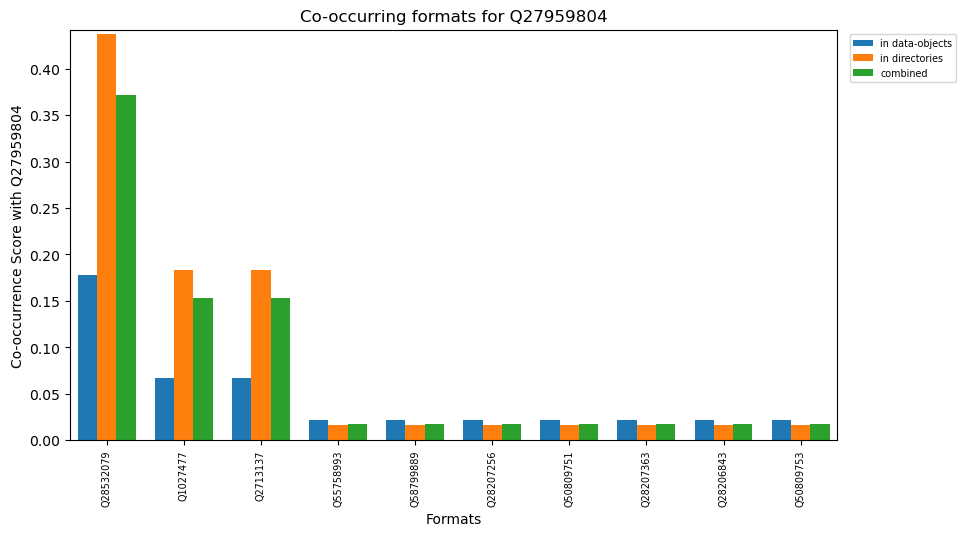 Co-occurring formats for Q27959804
in data-objects
in directories
combined
Co-occurrence Score with Q27959804
0.40
0.35
0.30
0.25
0.20
0.15
0.10
0.05
0.00
Q28532079
Q1027477
Q2713137
Q55758993
Q58799889
Q28207256
Q50809751
Q28207363
Q28206843
Q50809753
Formats